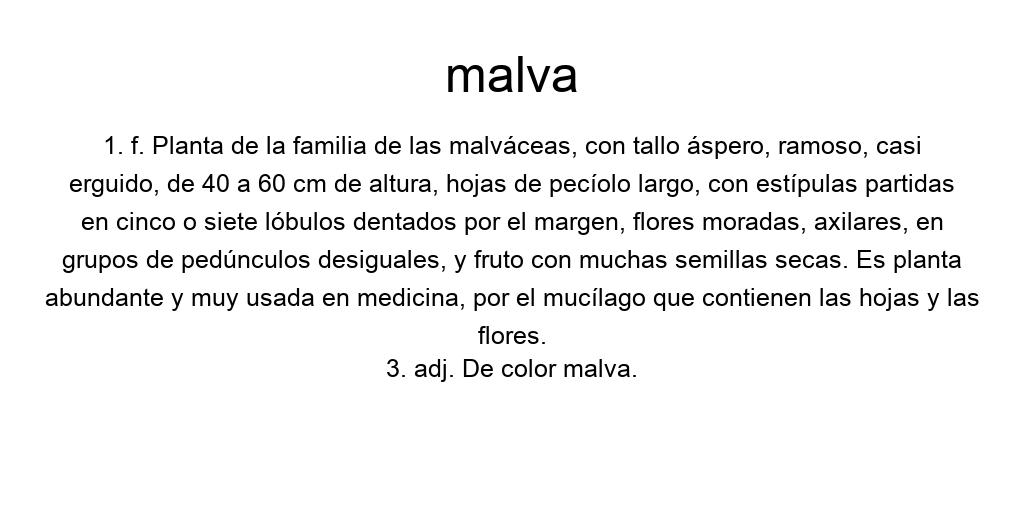 malva
1. f. Planta de la familia de las malváceas, con tallo áspero, ramoso, casi
erguido, de 40 a 60 cm de altura, hojas de pecíolo largo, con estípulas partidas
en cinco o siete lóbulos dentados por el margen, flores moradas, axilares, en
grupos de pedúnculos desiguales, y fruto con muchas semillas secas. Es planta
abundante y muy usada en medicina, por el mucílago que contienen las hojas y las
flores.
3. adj. De color malva.